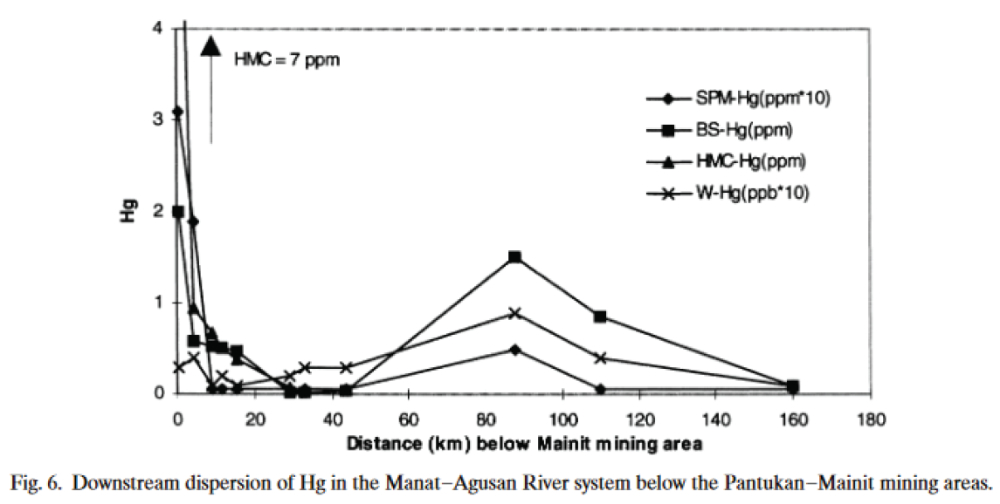 4
HMC = 7 ppm
SPM-Hg(ppm*10)
3
BS-Hg(ppm)
HMC-Hg(ppm)
W-Hg(ppb*10)
Hg
2
1
0
0 20 40 60 80 100 120 140 160 180
Distance (km) below Mainit mining area
Fig. 6. Downstream dispersion of Hg in the Manat–Agusan River system below the Pantukan–Mainit mining areas.